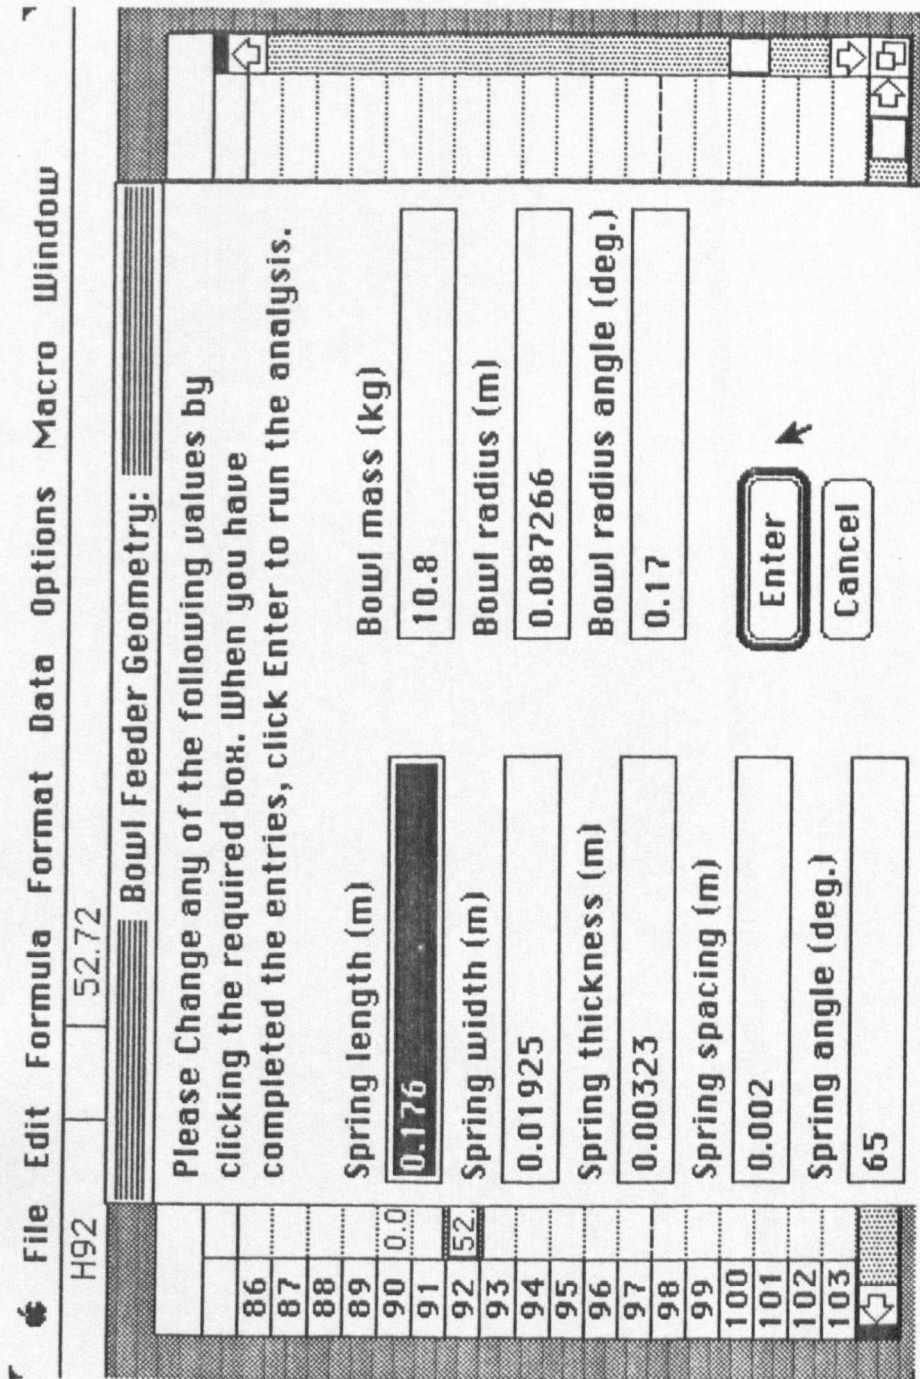 File Edit Formula Format Data Options Macro Window
H92 52.72
Bowl Feeder Geometry:
Please Change any of the following values by
clicking the required box. When you have
completed the entries, click Enter to run the analysis.
Spring length (m)
0.176
Spring width (m)
0.01925
Spring thickness (m)
0.00323
Spring spacing (m)
0.002
Spring angle (deg.)
65
Bowl mass (kg)
10.8
Bowl radius (m)
0.087266
Bowl radius angle (deg.)
0.17
Enter
Cancel
86
87
88
89
90 0.0
91
92 52.
93
94
95
96
97
98
99
100
101
102
103